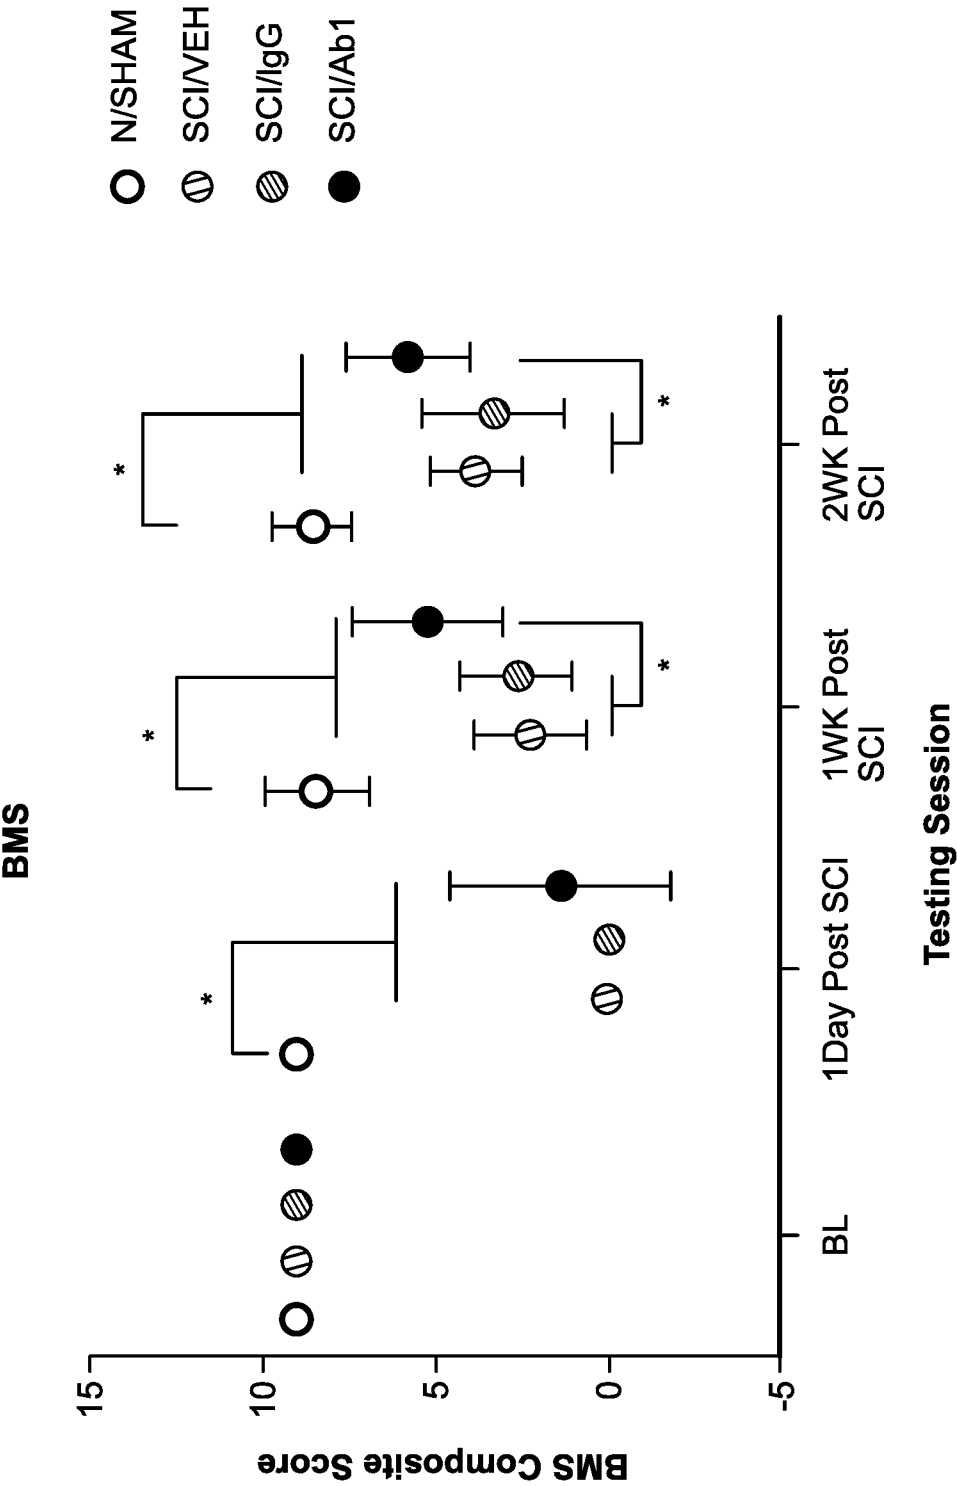 BMS
N/SHAM
SCI/VEH
SCI/IgG
SCI/Ab1
BMS Composite Score
15
10
5
0
-5
*
*
*
*
*
BL
1Day Post SCI
1WK Post
SCI
2WK Post
SCI
Testing Session